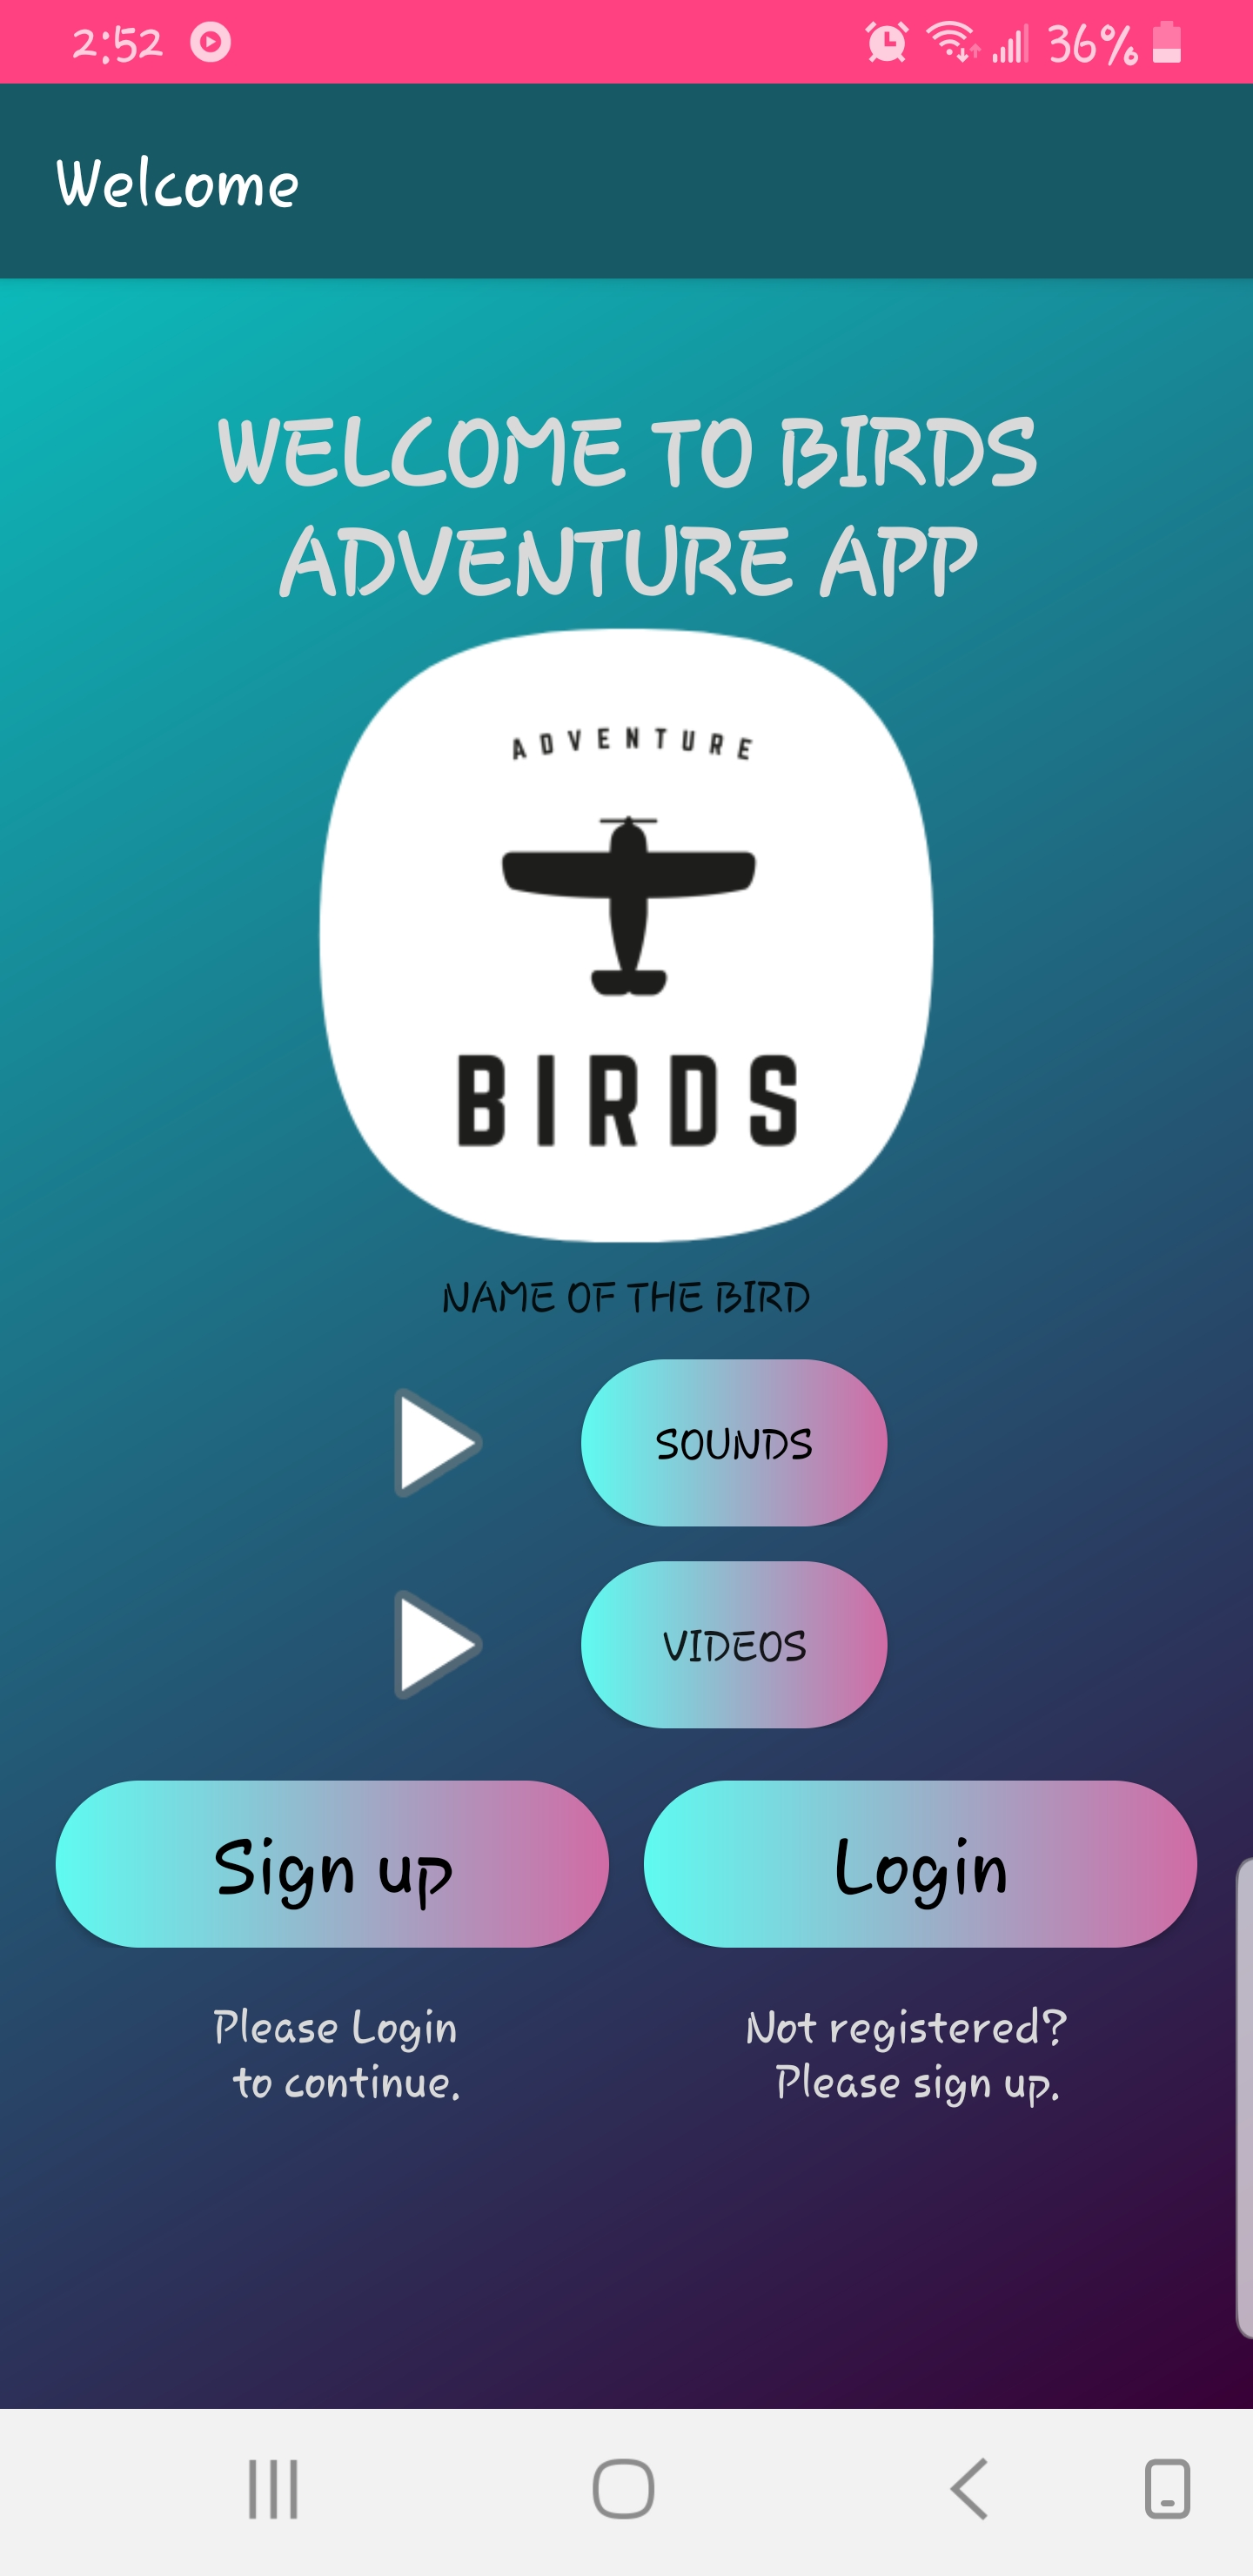 2:52 36%
Welcome
WELCOME TO BIRDS
ADVENTURE APP
ADVENTURE
BIRDS
NAME OF THE BIRD
SOUNDS
VIDEOS
Sign up Login
Please Login
to continue.
Not registered?
Please sign up.